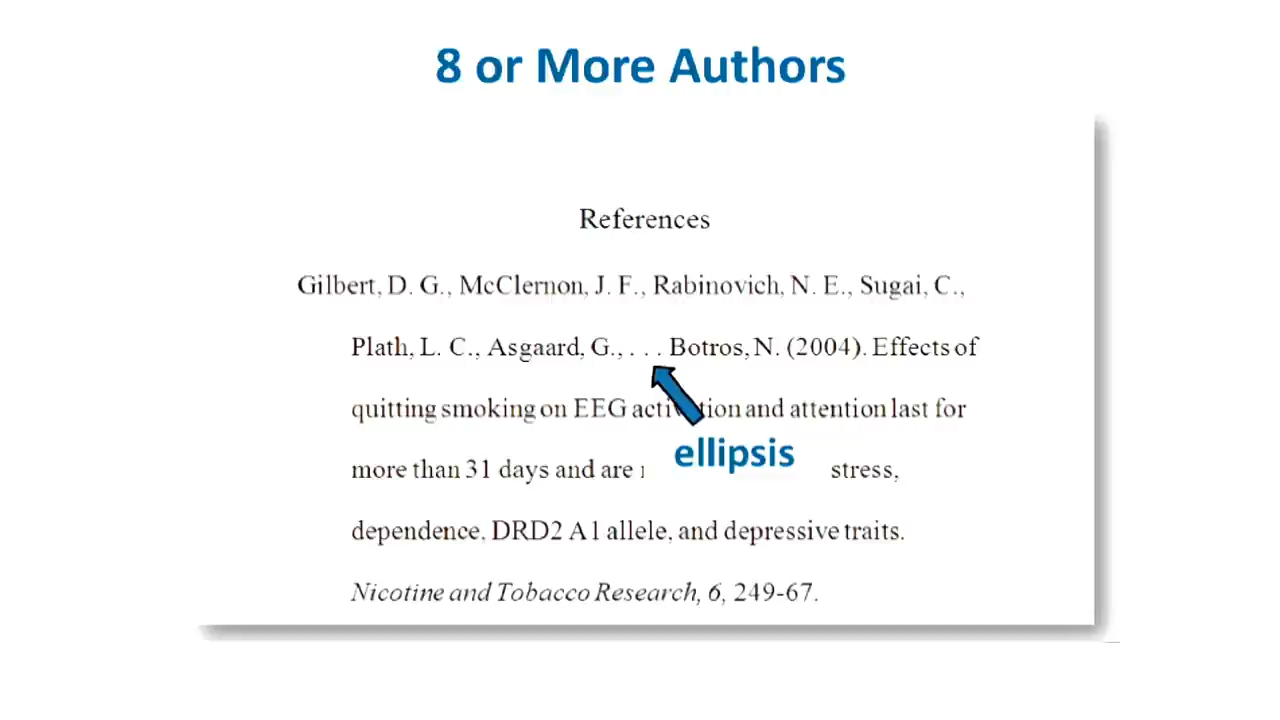 8 or More Authors
References
Gilbert, D. G., McClernon, J. F., Rabinovich, N. E., Sugai, C.,
Plath, L. C., Asgaard, G., . . . Botros, N. (2004). Effects of
quitting smoking on EEG activation and attention last for
ellipsis
more than 31 days and are stress,
dependence, DRD2 A1 allele, and depressive traits.
Nicotine and Tobacco Research, 6, 249-67.